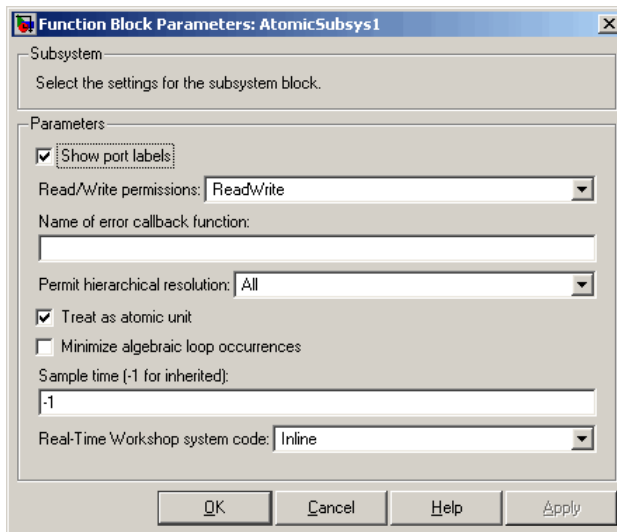 Function Block Parameters: AtomicSubsys1
Subsystem
Select the settings for the subsystem block.
Parameters
Show port labels
Read/Write permissions: ReadWrite
Name of error callback function:
Permit hierarchical resolution: All
Treat as atomic unit
Minimize algebraic loop occurrences
Sample time (-1 for inherited):
-1
Real-Time Workshop system code: Inline
OK Cancel Help Apply